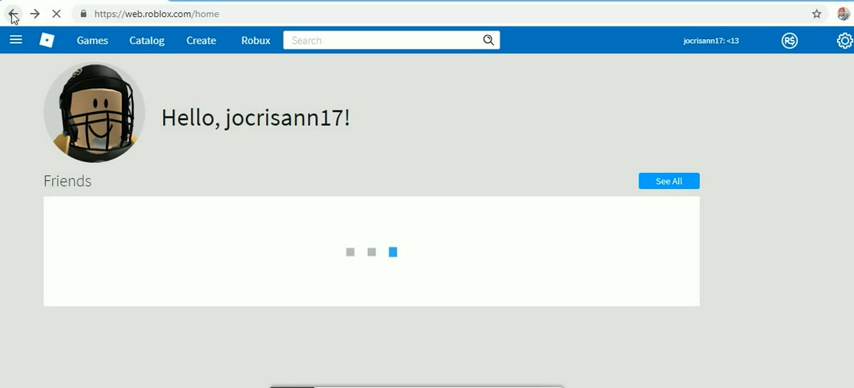 https://web.roblox.com/home
Games Catalog Create Robux Search jocrisann17: <13 R$
Hello, jocrisann17!
Friends
See All